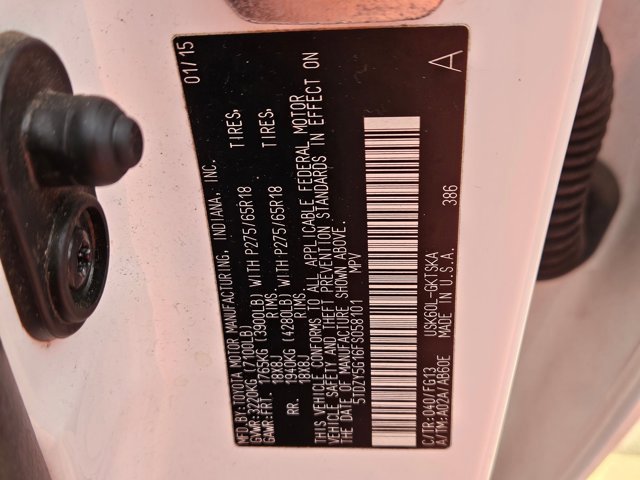 MFD.BY:TOYOTA MOTOR MANUFACTURING, INDIANA, INC. 01/15
GVWR:3220KG (7100LB)
GAWR:FRT 1765KG (3900LB) WITH P275/65R18 TIRES,
18X8J RIMS,
RR 1940KG (4280LB) WITH P275/65R18 TIRES,
18X8J RIMS.
THIS VEHICLE CONFORMS TO ALL APPLICABLE FEDERAL MOTOR
VEHICLE SAFETY AND THEFT PREVENTION STANDARDS IN EFFECT ON
THE DATE OF MANUFACTURE SHOWN ABOVE.
5TDZY5G16FS058101 MPV
C/TR:040/FG13 USK60L-GKTSKA 386 A
A/TM:A02A/AB60E MADE IN U.S.A.